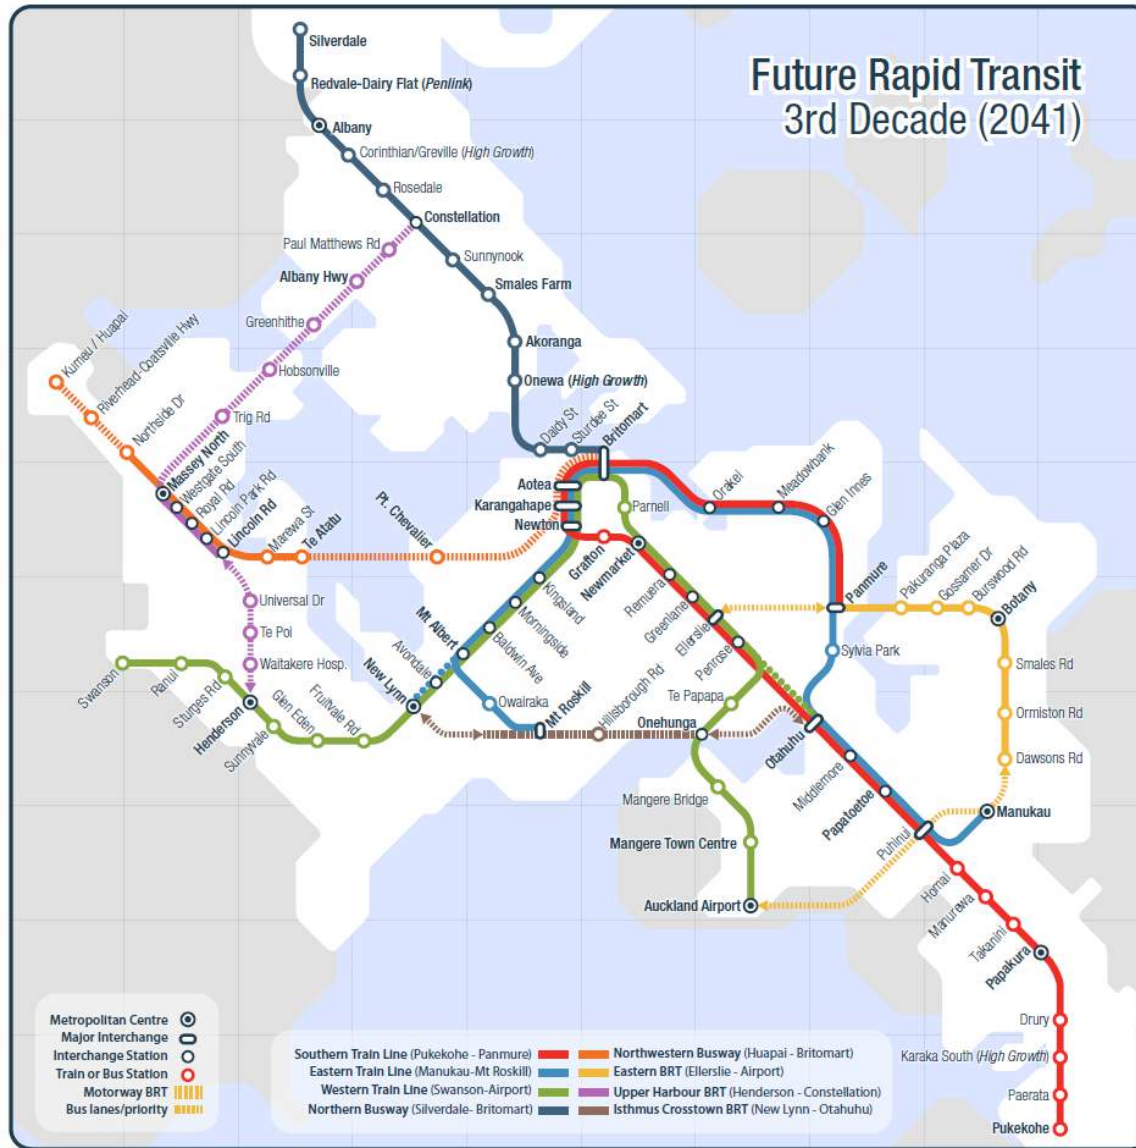 Future Rapid Transit
3rd Decade (2041)
Silverdale
Redvale-Dairy Flat (Penlink)
Albany
Corinthian/Greville (High Growth)
Rosedale
Constellation
Paul Matthews Rd
Sunnynook
Albany Hwy
Smales Farm
Greenhithe
Akoranga
Hobsonville
Onewa (High Growth)
Trig Rd
Kumeu / Huapai
Riverhead-Coatsville Hwy
Northside Dr
Massey North
Westgate South
Royal Rd
Lincoln Park Rd
Lincoln Rd
Marewa St
Te Atatu
Pt. Chevalier
Daldy St
Sturdee St
Britomart
Aotea
Karangahape
Newton
Parnell
Orakei
Meadowbank
Glen Innes
Grafton
Newmarket
Remuera
Greenlane
Ellerslie
Penrose
Panmure
Pakuranga Plaza
Gossamer Dr
Burswood Rd
Botany
Smales Rd
Ormiston Rd
Dawsons Rd
Manukau
Sylvia Park
Kingsland
Morningside
Baldwin Ave
Mt Albert
Avondale
New Lynn
Owairaka
Mt Roskill
Hillsborough Rd
Onehunga
Te Papapa
Universal Dr
Te Pol
Waitakere Hosp.
Swanson
Ranui
Sturges Rd
Henderson
Sunnyvale
Glen Eden
Fruitvale Rd
Mangere Bridge
Mangere Town Centre
Auckland Airport
Otahuhu
Middlemore
Papatoetoe
Puhinui
Homai
Manurewa
Takanini
Papakura
Drury
Karaka South (High Growth)
Paerata
Pukekohe
Metropolitan Centre
Major Interchange
Interchange Station
Train or Bus Station
Motorway BRT
Bus lanes/priority
Southern Train Line (Pukekohe - Panmure)
Eastern Train Line (Manukau-Mt Roskill)
Western Train Line (Swanson-Airport)
Northern Busway (Silverdale- Britomart)
Northwestern Busway (Huapai - Britomart)
Eastern BRT (Ellerslie - Airport)
Upper Harbour BRT (Henderson - Constellation)
Isthmus Crosstown BRT (New Lynn - Otahuhu)